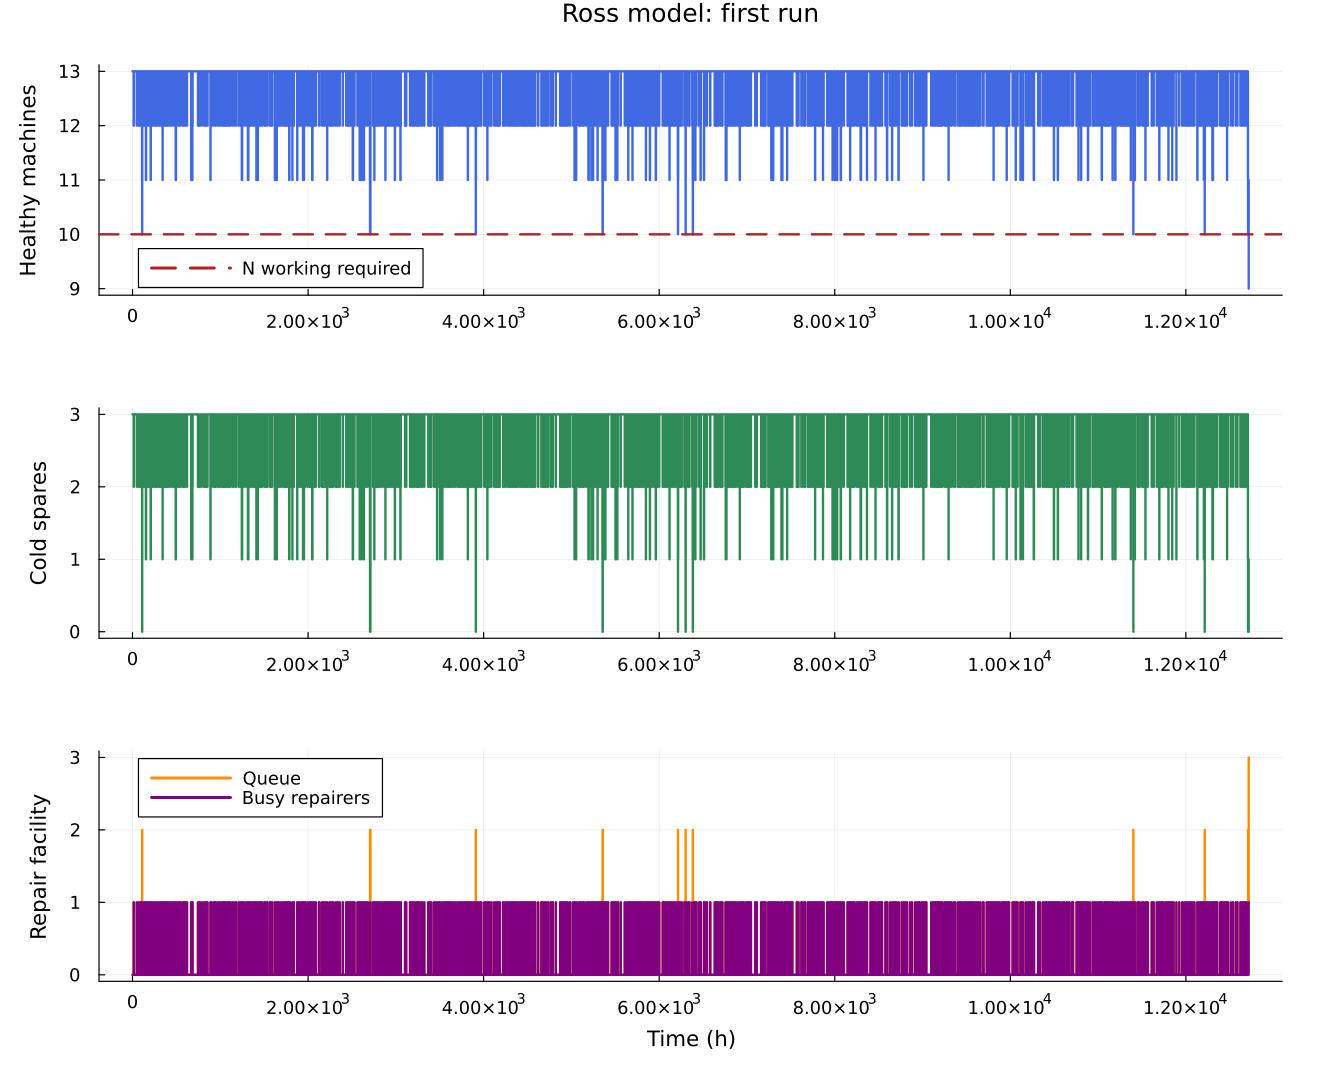 Ross model: first run
Healthy machines
13
12
11
10
9
N working required
0 2.00×10³ 4.00×10³ 6.00×10³ 8.00×10³ 1.00×10⁴ 1.20×10⁴
Cold spares
3
2
1
0
0 2.00×10³ 4.00×10³ 6.00×10³ 8.00×10³ 1.00×10⁴ 1.20×10⁴
Repair facility
3
2
1
0
Queue
Busy repairers
0 2.00×10³ 4.00×10³ 6.00×10³ 8.00×10³ 1.00×10⁴ 1.20×10⁴
Time (h)